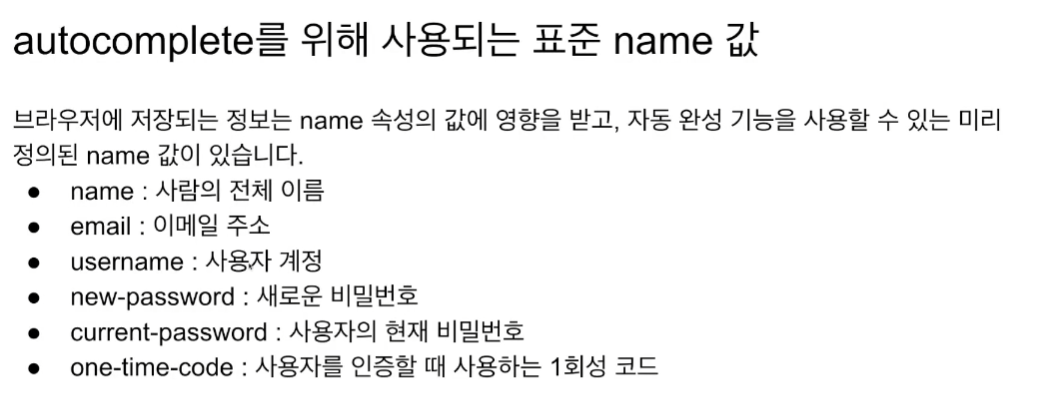 autocomplete를 위해 사용되는 표준 name 값
브라우저에 저장되는 정보는 name 속성의 값에 영향을 받고, 자동 완성 기능을 사용할 수 있는 미리
정의된 name 값이 있습니다.
● name : 사람의 전체 이름
● email : 이메일 주소
● username : 사용자 계정
● new-password : 새로운 비밀번호
● current-password : 사용자의 현재 비밀번호
● one-time-code : 사용자를 인증할 때 사용하는 1회성 코드